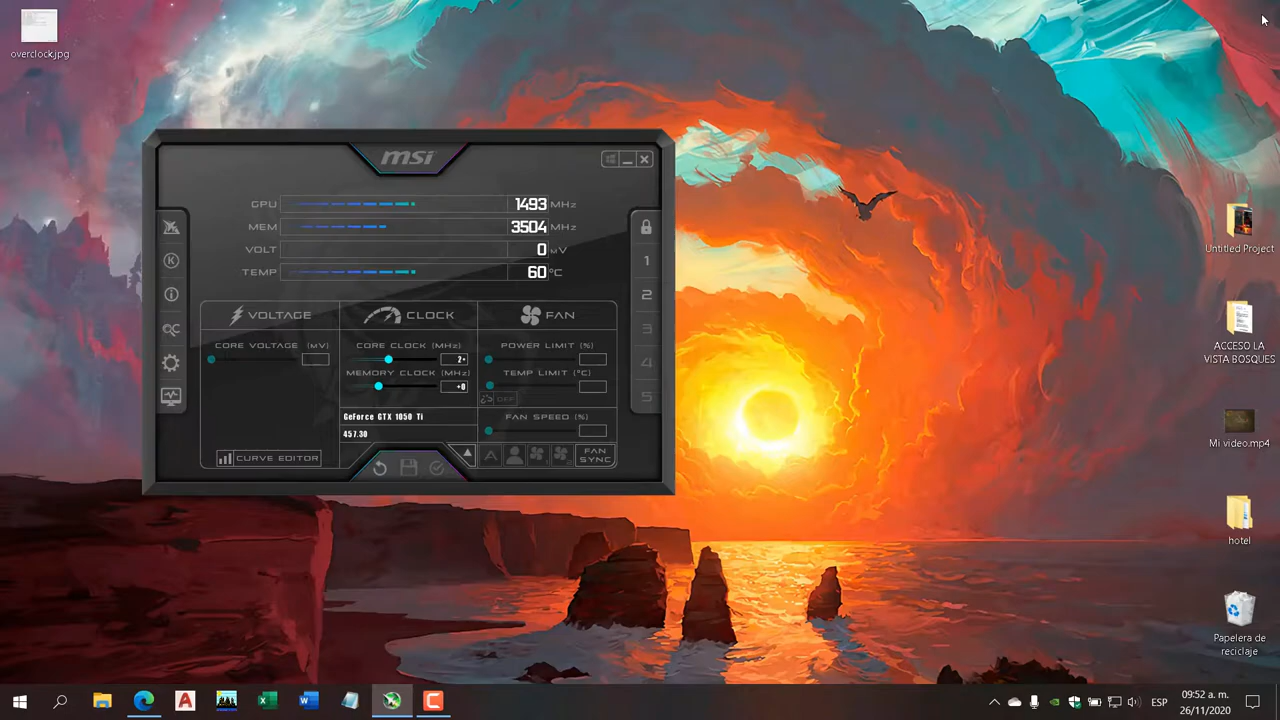 overclock.jpg
msi
GPU 1493 MHz
MEM 3504 MHz
VOLT 0 mV
TEMP 60 °C
K
1
2
3
4
5
OC
VOLTAGE
CORE VOLTAGE (MV)
CLOCK
CORE CLOCK (MHz)
2+
MEMORY CLOCK (MHz)
+0
GeForce GTX 1050 Ti
457.30
FAN
POWER LIMIT (%)
TEMP LIMIT (°C)
OFF
FAN SPEED (%)
CURVE EDITOR
A
FAN
SYNC
Untitled Project
ACCESO LA
VISTA BOSQUES
Mi video.mp4
hotel
Papelera de
reciclaje
ESP
09:52 a. m.
26/11/2020